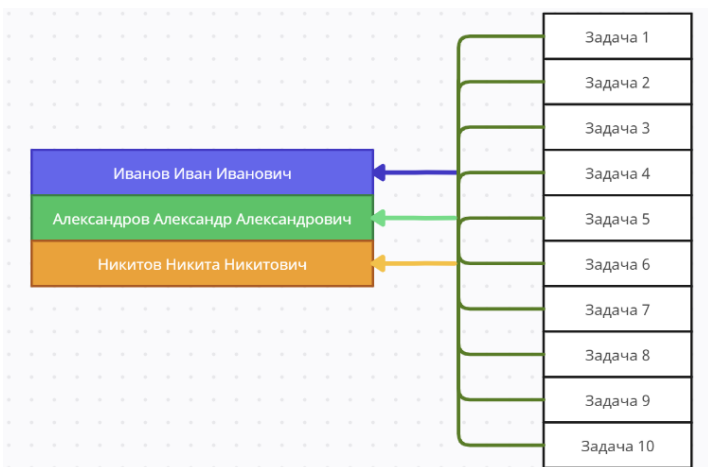 Задача 1
Задача 2
Задача 3
Иванов Иван Иванович
Задача 4
Александров Александр Александрович
Задача 5
Никитов Никита Никитович
Задача 6
Задача 7
Задача 8
Задача 9
Задача 10